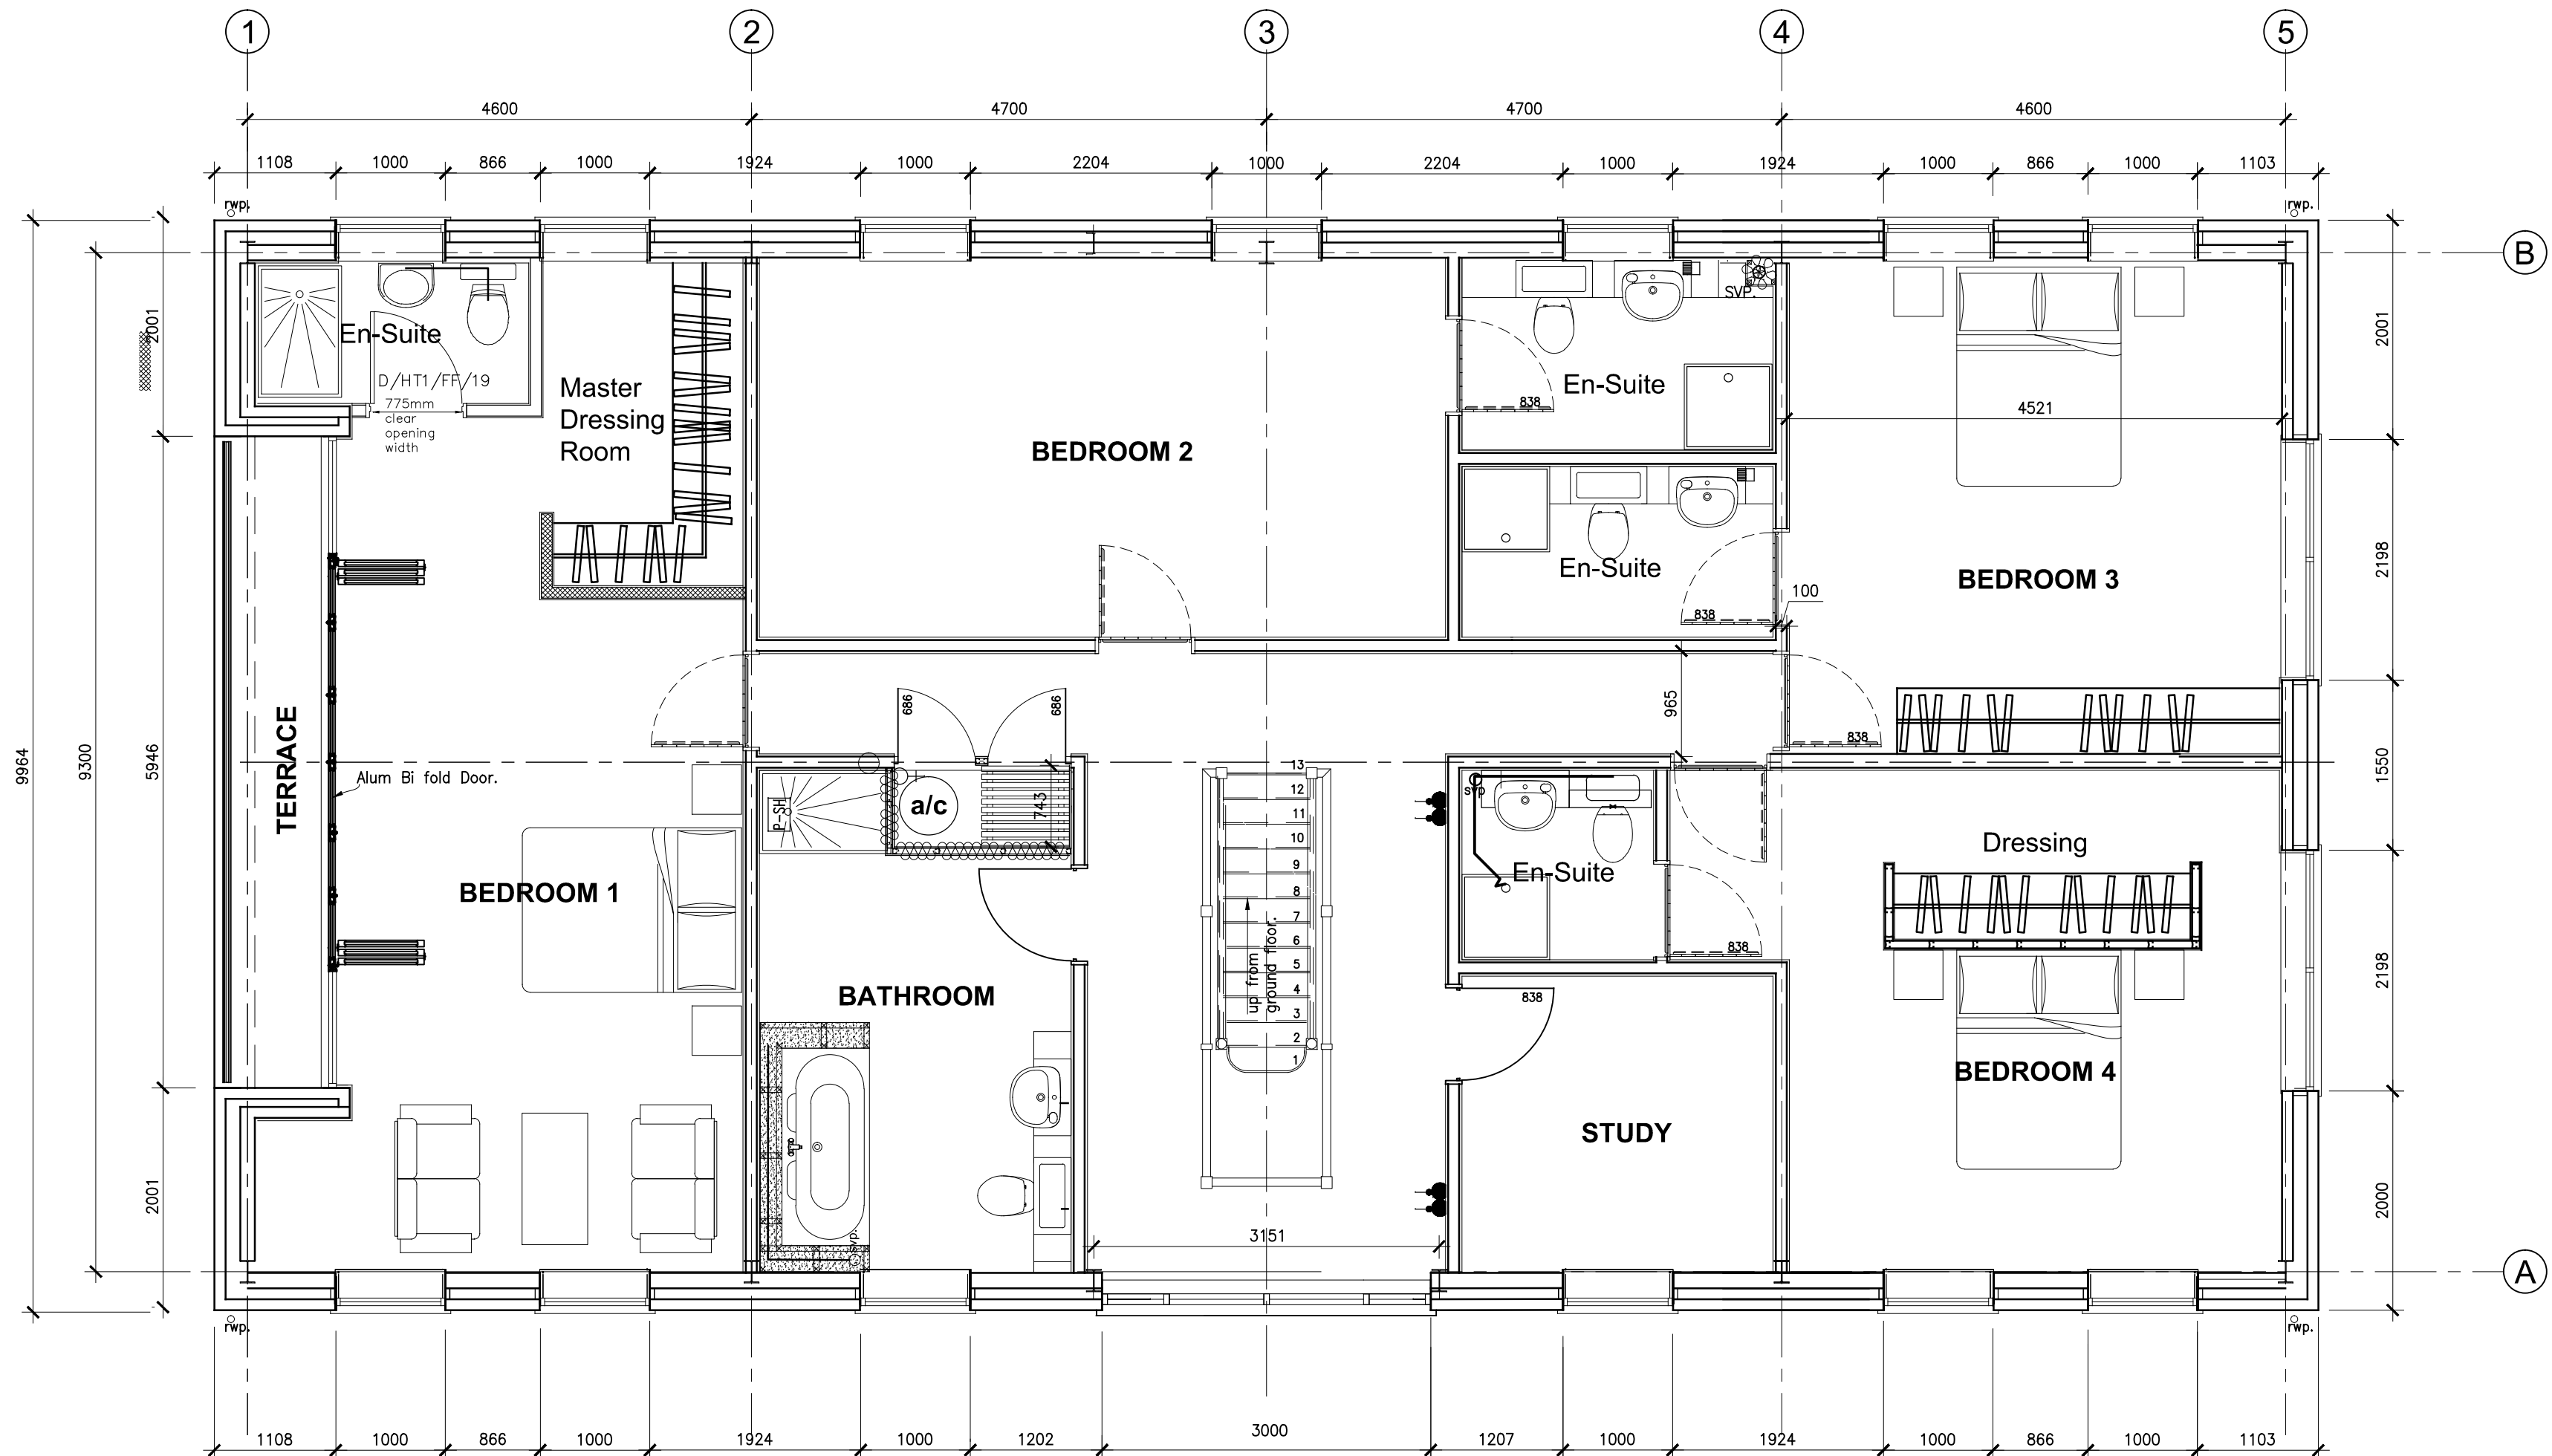 1 2 3 4 5
4600 4700 4700 4600
1108 1000 866 1000 1924 1000 2204 1000 2204 1000 1924 1000 866 1000 1103
rwp. rwp.
B
SVP.
2001 En-Suite 2001
D/HT1/FF/19
775mm
clear
opening
width
Master
Dressing
Room
En-Suite
838
4521
BEDROOM 2
En-Suite
838
100
BEDROOM 3
2198
965
686 686
838
9964 9300 5946
TERRACE
Alum Bi fold Door.
1550
P-SH
a/c
743
13
12
11
10
9
8
7
6
5
4
3
2
1
up from
ground floor.
svp
En-Suite
838
Dressing
BEDROOM 1
BATHROOM
838
2198
BEDROOM 4
STUDY
svp.
2001
3151
2000
A
rwp. rwp.
1108 1000 866 1000 1924 1000 1202 3000 1207 1000 1924 1000 866 1000 1103